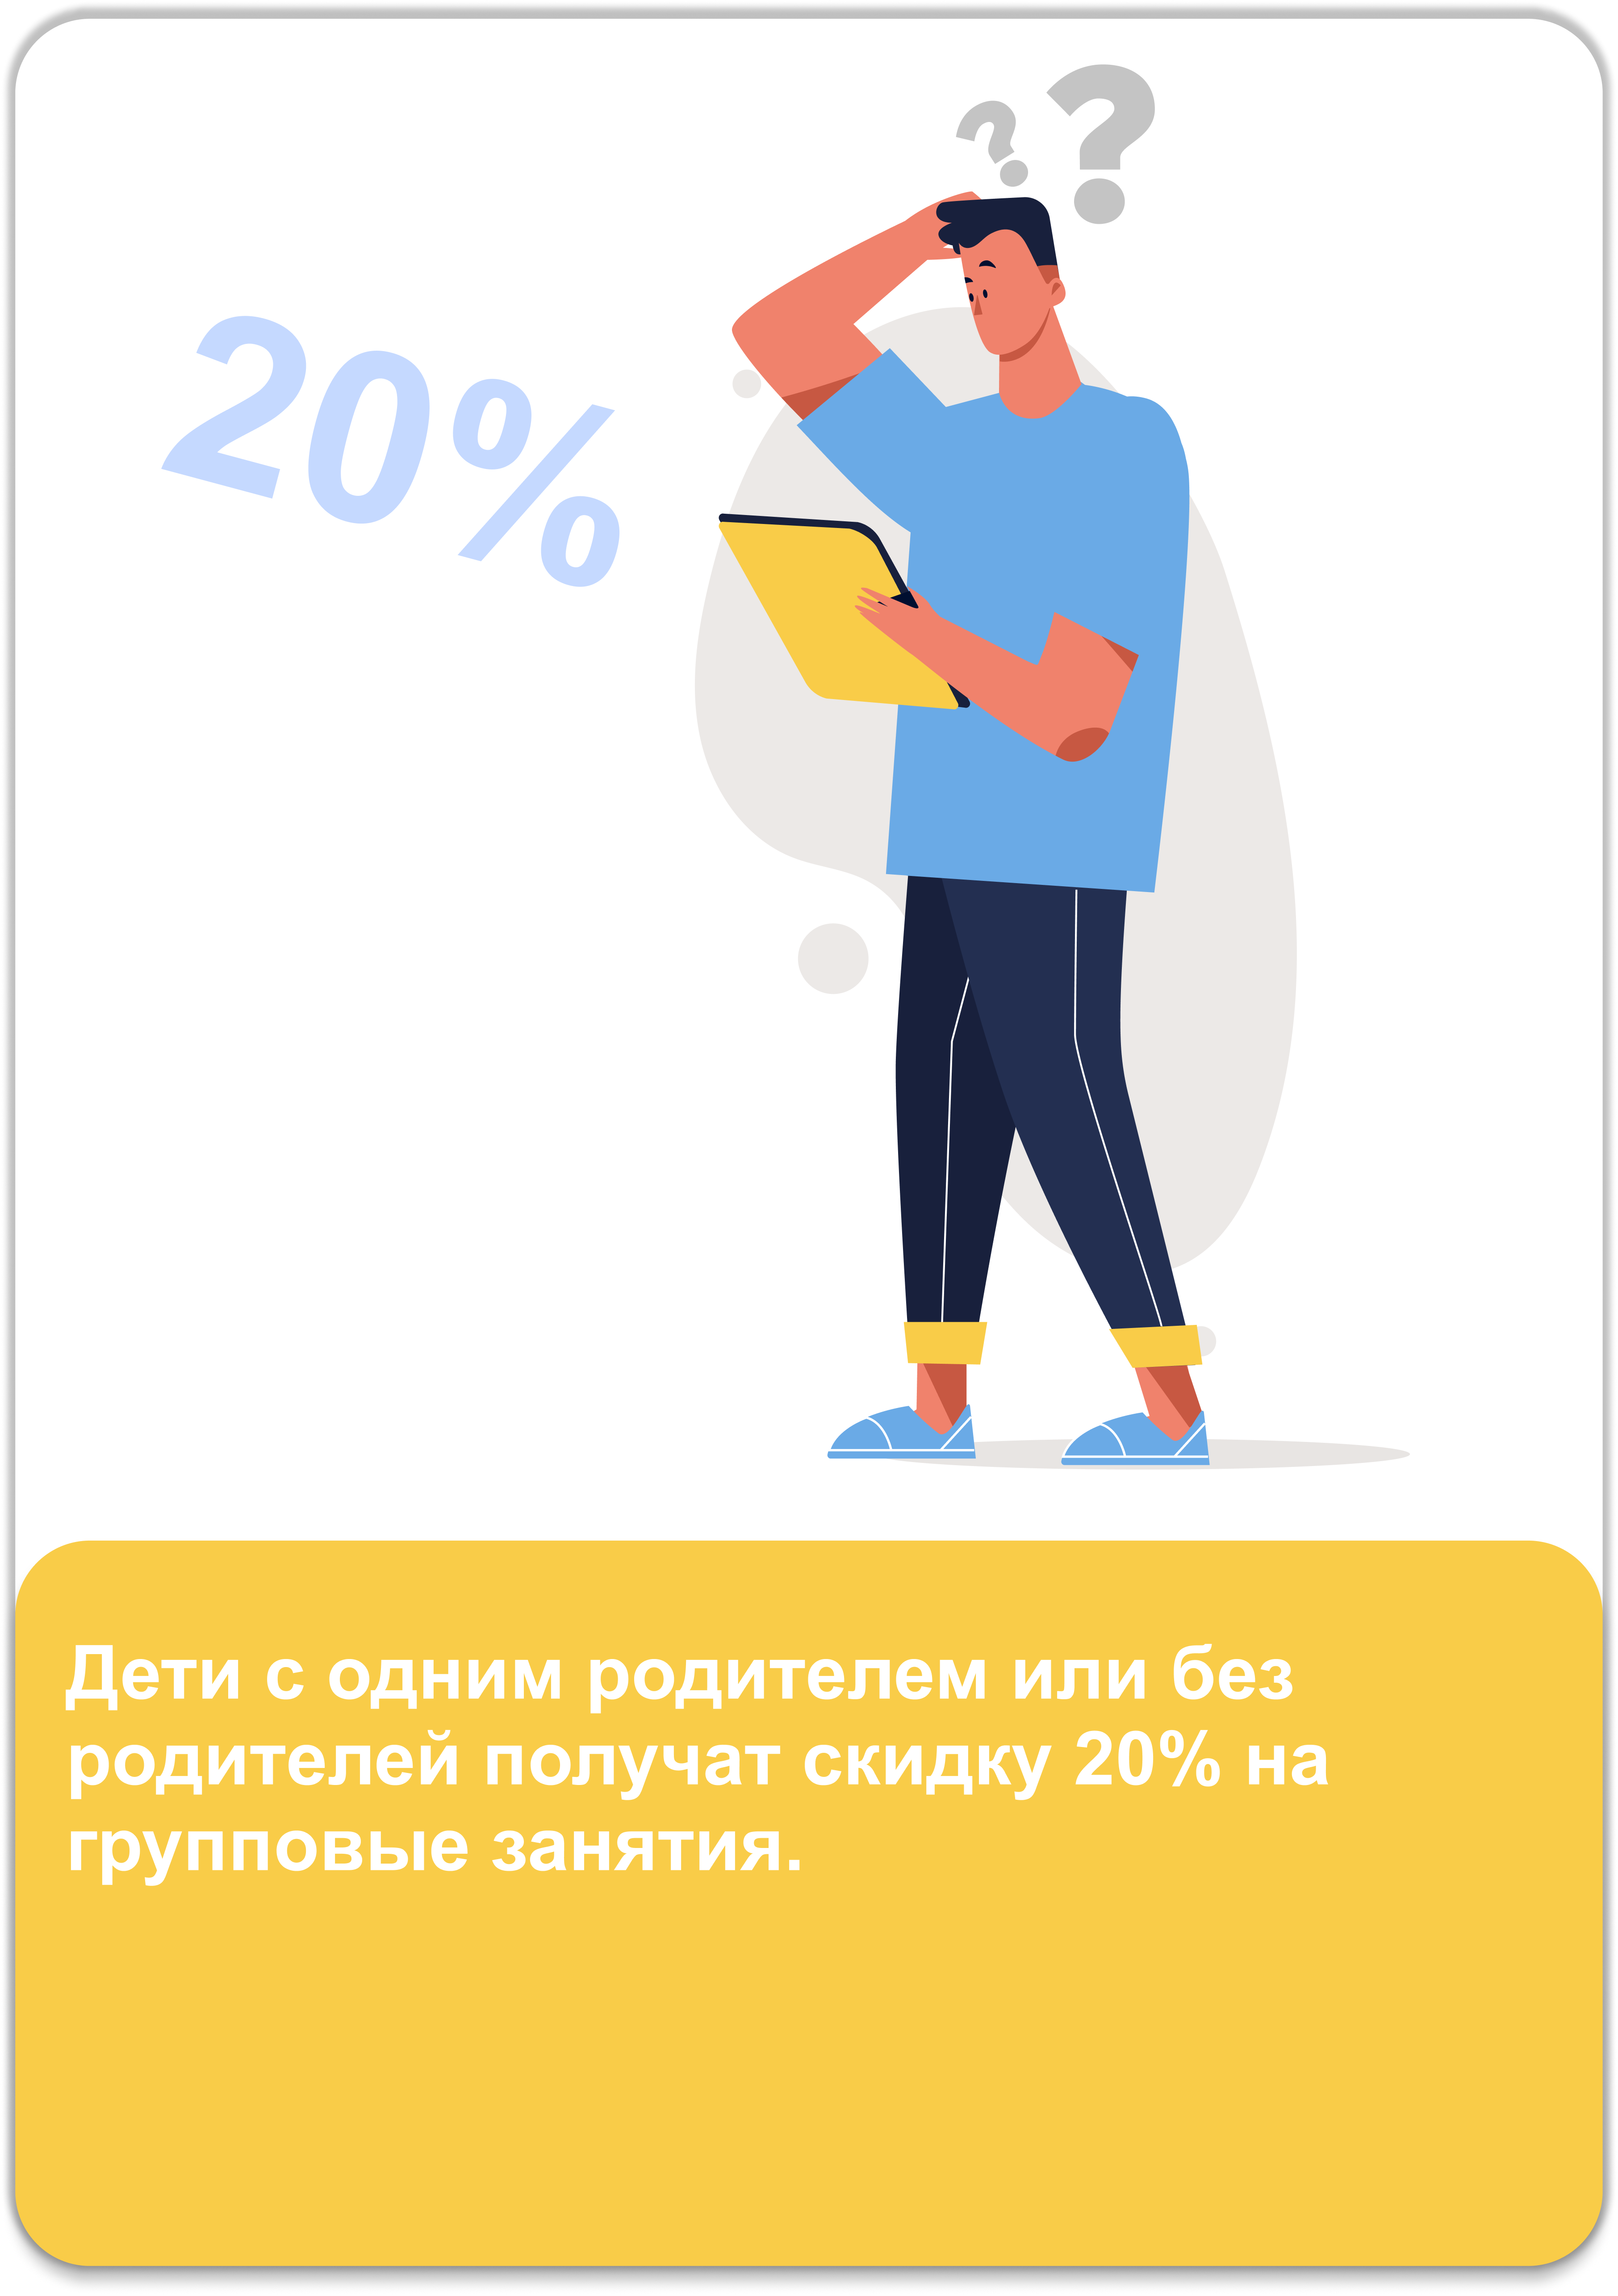 ? ?
20%
Дети с одним родителем или без
родителей получат скидку 20% на
групповые занятия.